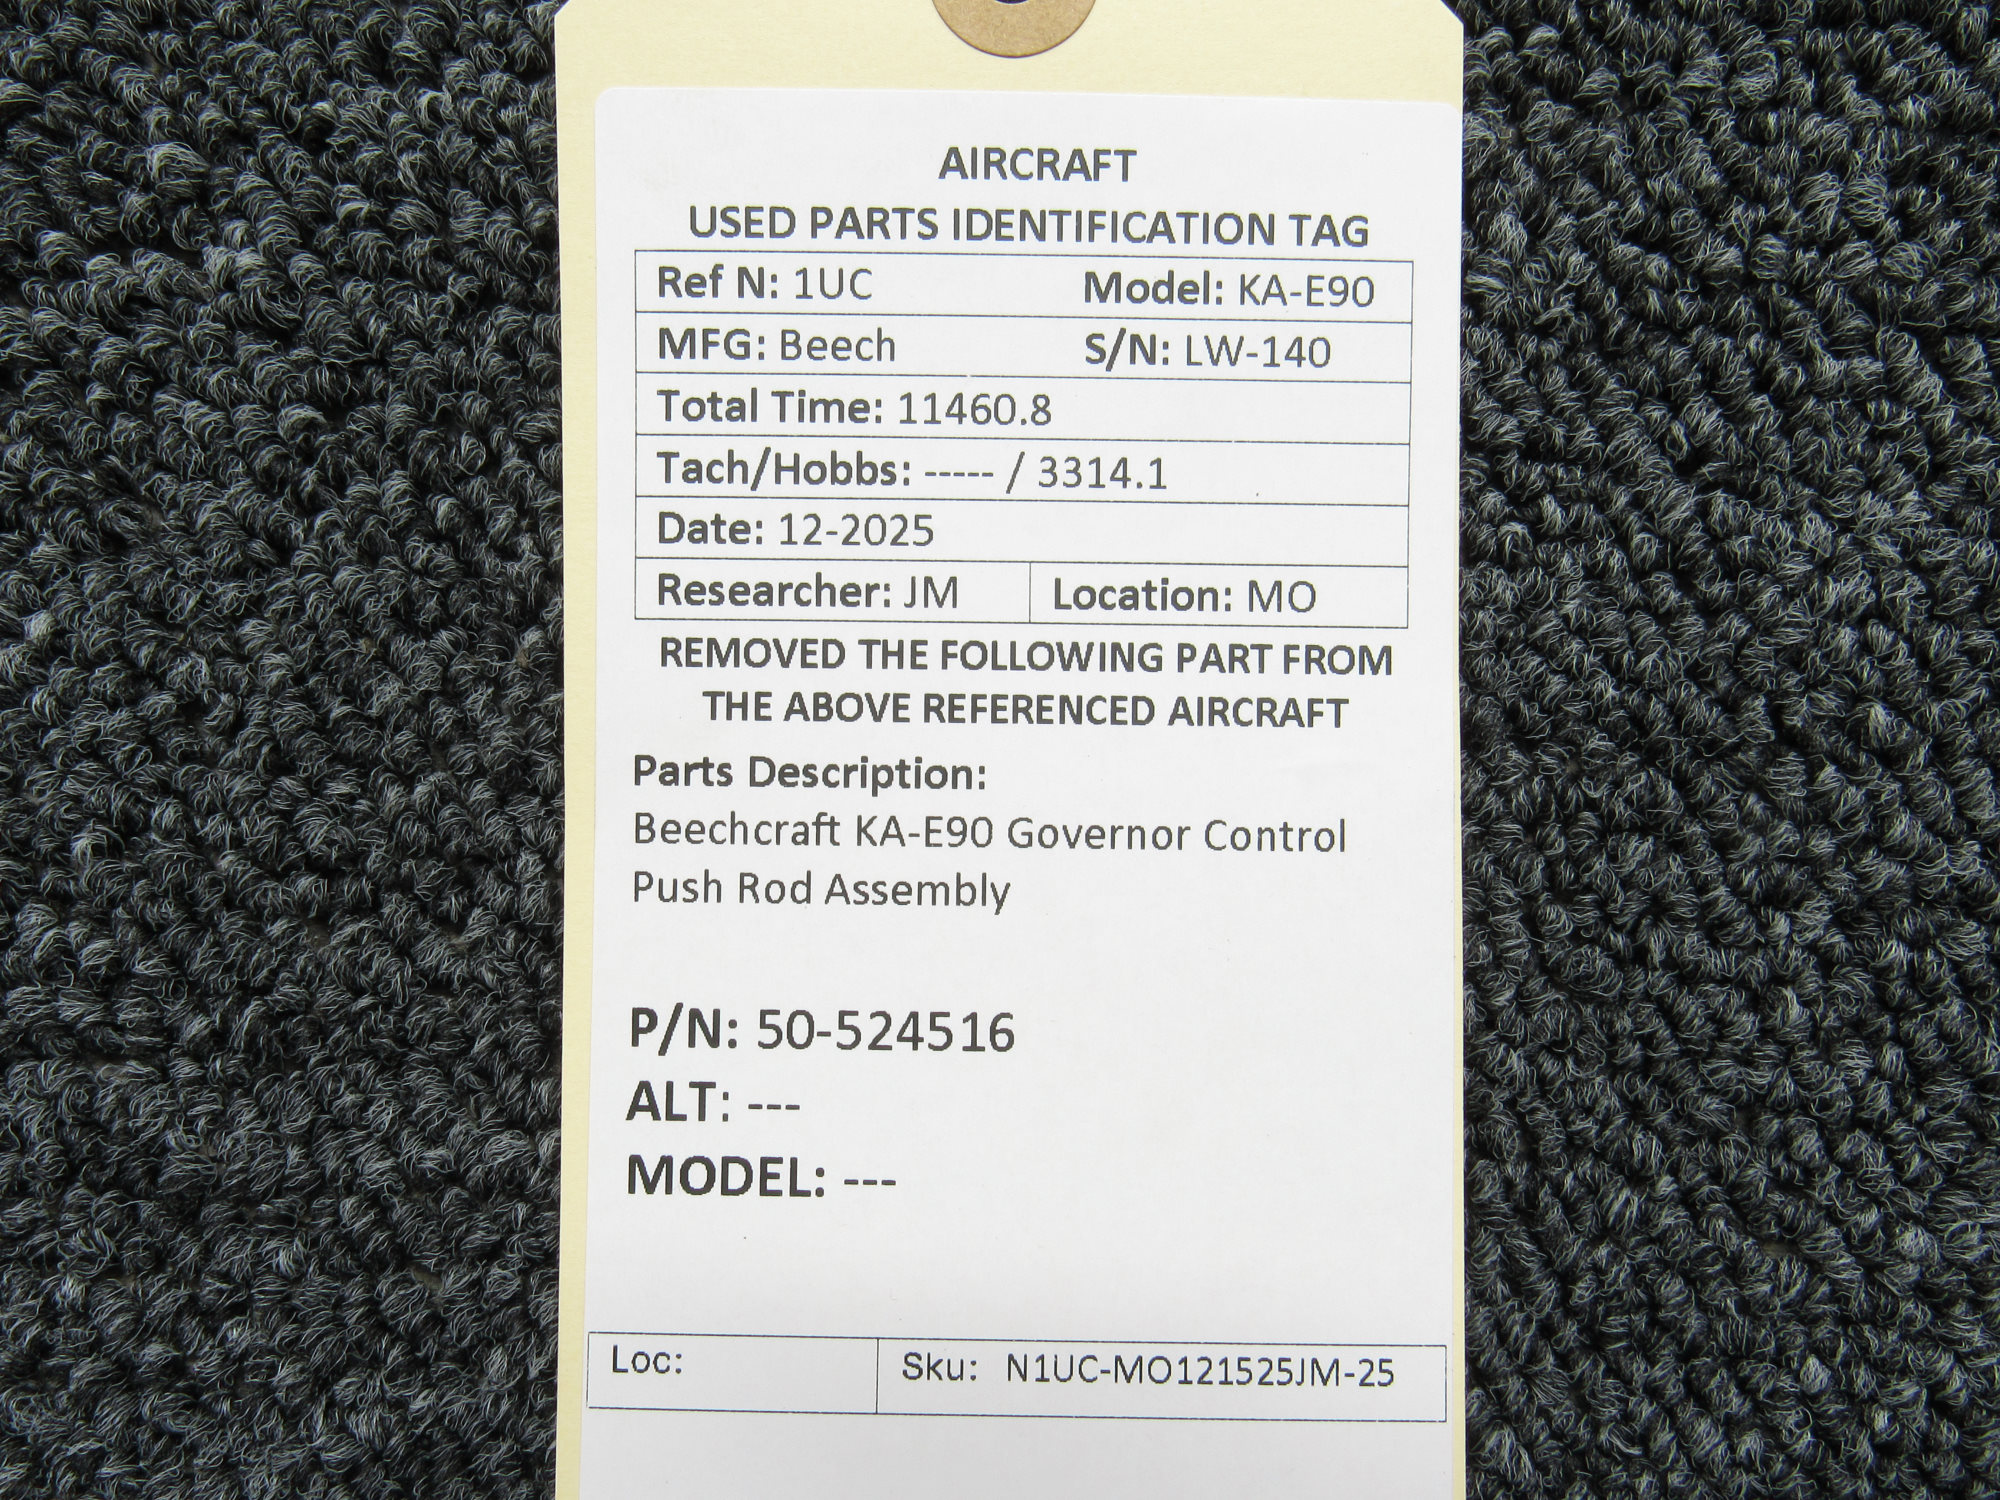 AIRCRAFT
USED PARTS IDENTIFICATION TAG
Ref N: 1UC Model: KA-E90
MFG: Beech S/N: LW-140
Total Time: 11460.8
Tach/Hobbs: ----- / 3314.1
Date: 12-2025
Researcher: JM Location: MO
REMOVED THE FOLLOWING PART FROM
THE ABOVE REFERENCED AIRCRAFT
Parts Description:
Beechcraft KA-E90 Governor Control
Push Rod Assembly
P/N: 50-524516
ALT: ---
MODEL: ---
Loc: Sku: N1UC-MO121525JM-25